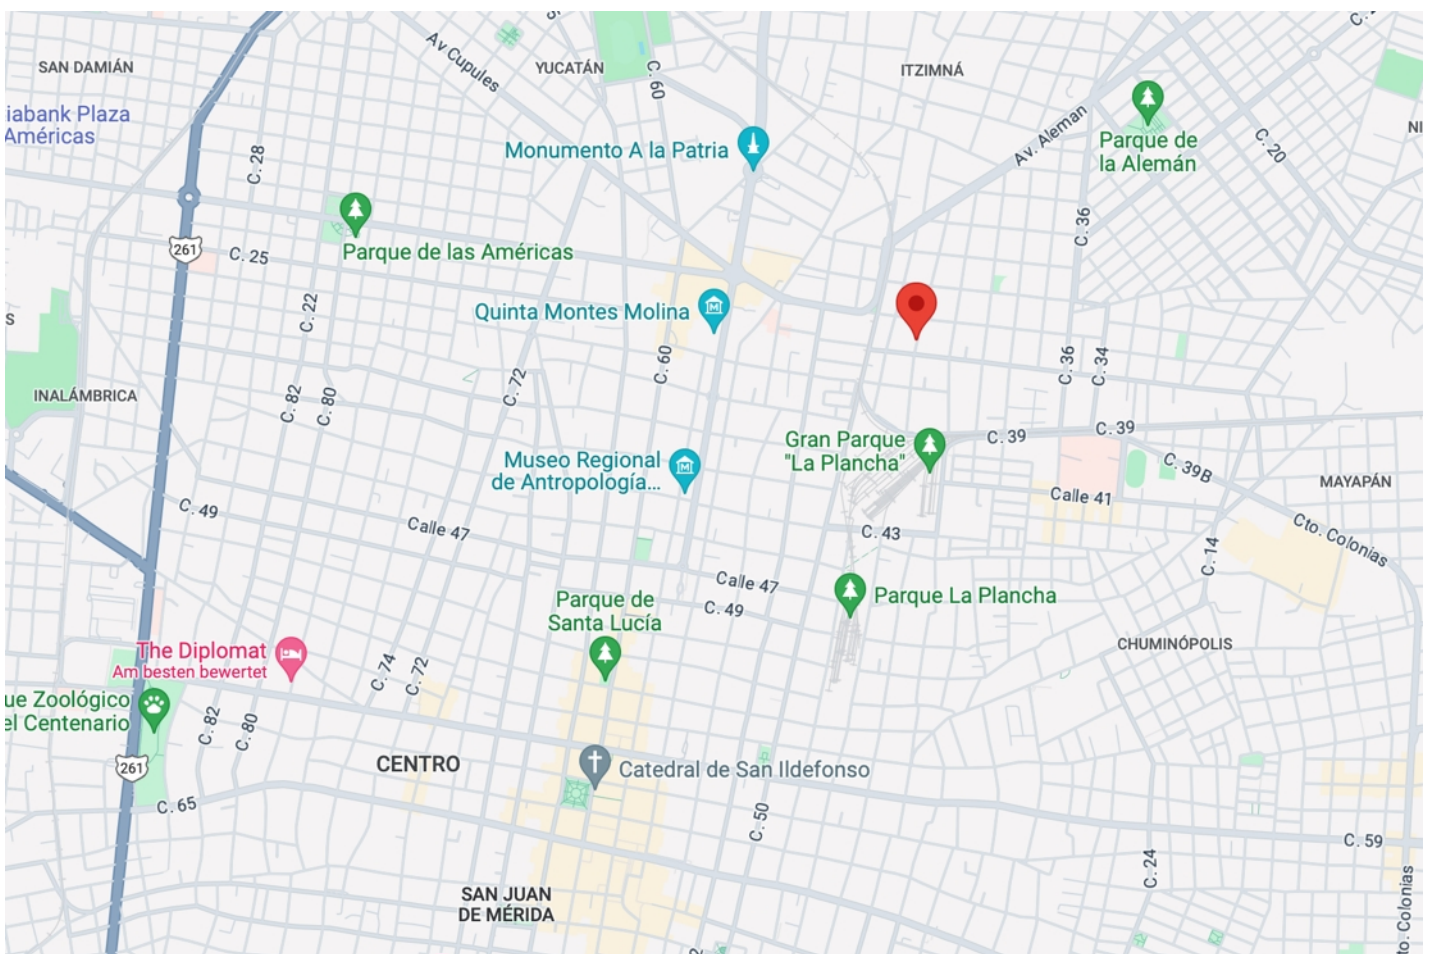 SAN DAMIÁN
Av Cupules
YUCATÁN
C. 60
ITZIMNÁ
iabank Plaza
Américas
C. 28
Monumento A la Patria
Av. Aleman
Parque de
la Alemán
C. 20
NI
261
C. 25
Parque de las Américas
C. 36
C. 22
Quinta Montes Molina
S
C. 60
C. 72
C. 36
C. 34
INALÁMBRICA
C. 82
C. 80
Gran Parque
"La Plancha"
C. 39
C. 39
C. 39B
Museo Regional
de Antropología...
MAYAPÁN
Calle 41
C. 49
Calle 47
C. 43
Cto. Colonias
C. 14
Calle 47
C. 49
Parque de
Santa Lucía
Parque La Plancha
CHUMINÓPOLIS
The Diplomat
Am besten bewertet
C. 74
C. 72
ue Zoológico
el Centenario
C. 82
C. 80
261
CENTRO
Catedral de San Ildefonso
C. 65
C. 50
C. 59
C. 24
SAN JUAN
DE MÉRIDA
to. Colonias